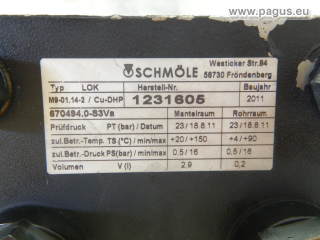 © www.pagus.eu
SCHMÖLE
Westicker Str.84
58730 Fröndenberg
Typ LOK Herstell-Nr. Baujahr
M9-01.14-2 / Cu-DHP 1231605 2011
670494.0-S3Va Mantelraum Rohrraum
Prüfdruck PT (bar) / Datum 23/18.8.11 23/18.8.11
zul.Betr.-Temp. TS (°C) / min/max +20/+150 +4/+90
zul.Betr.-Druck PS(bar) / min/max 0,5/16 0,5/16
Volumen V (l) 2,9 0,2